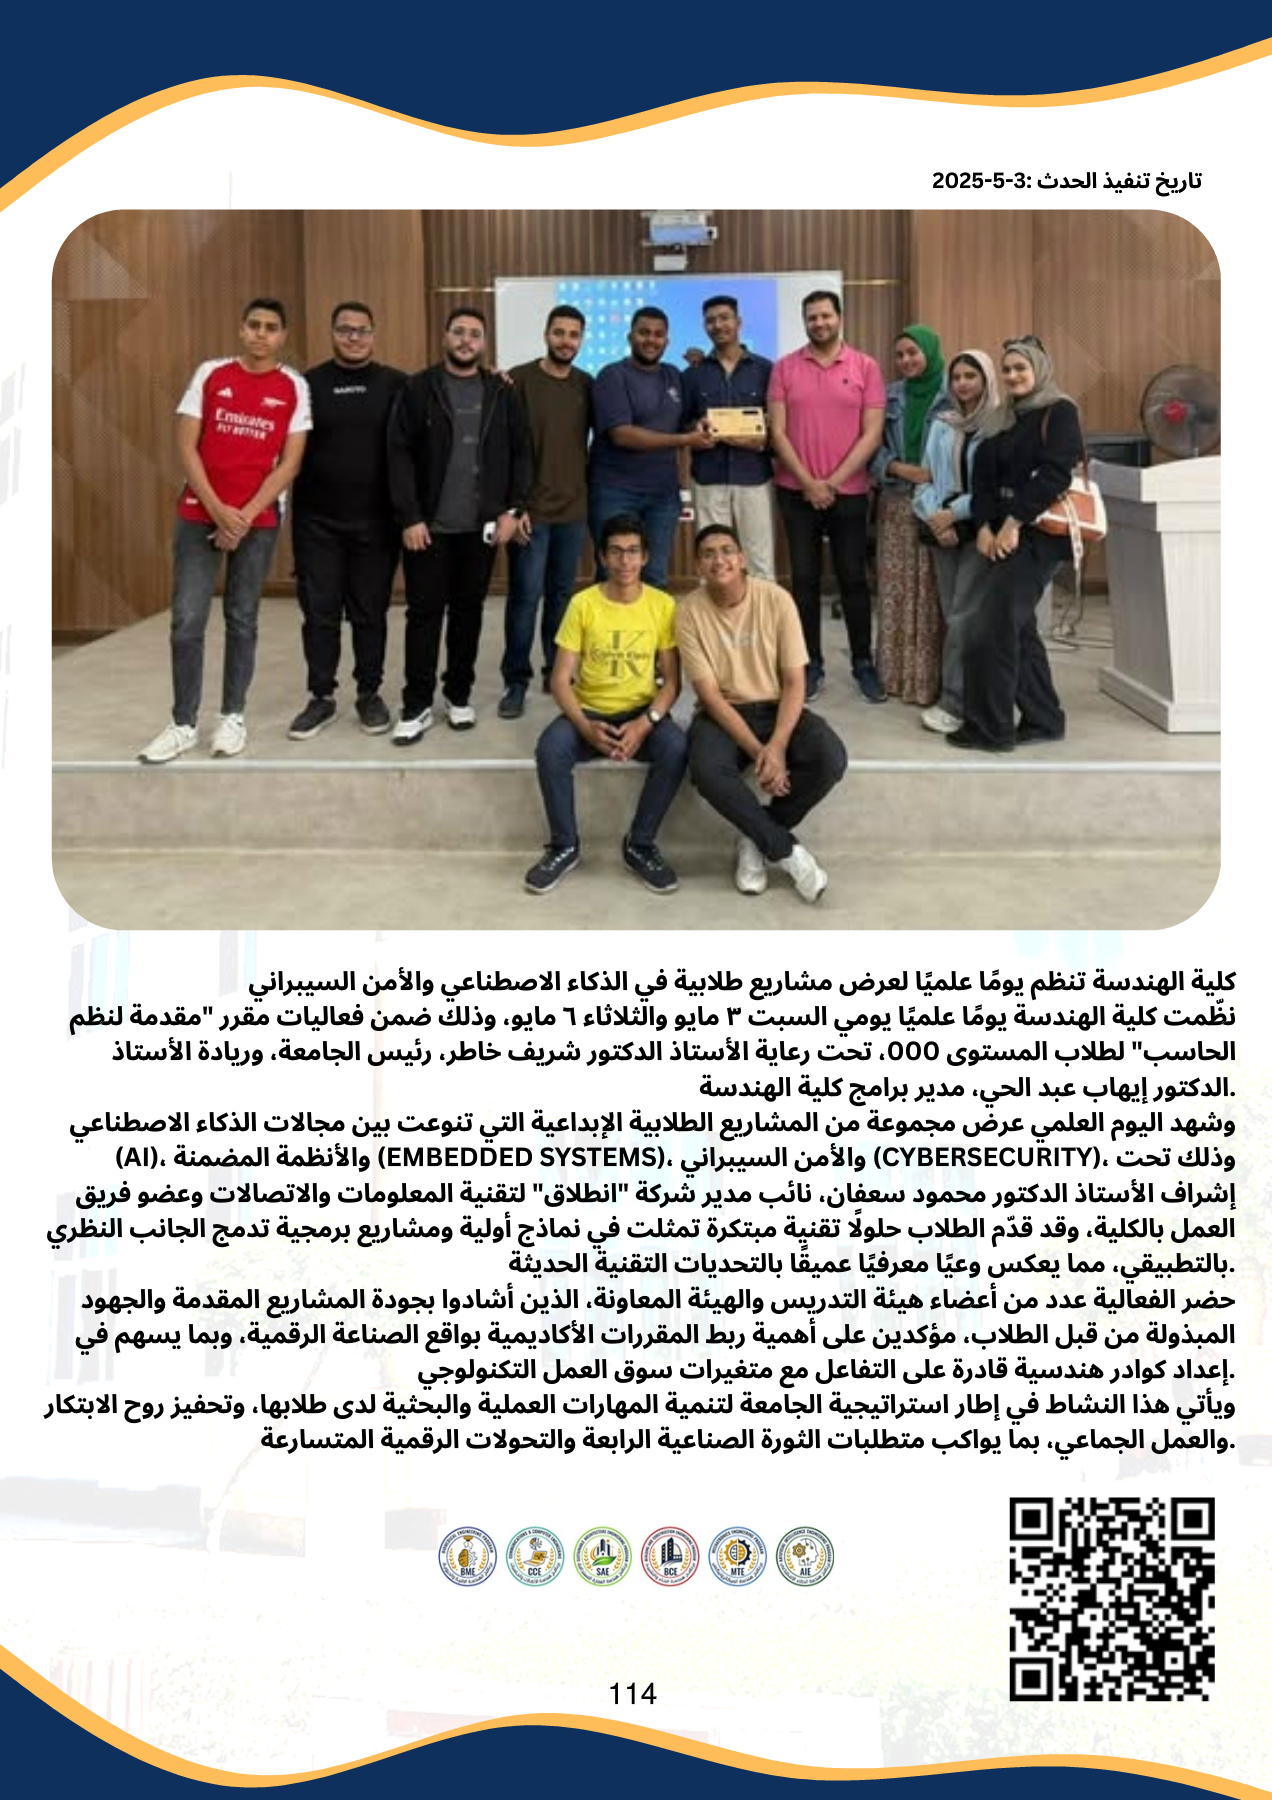 تاريخ تنفيذ الحدث :3-5-2025
Emirates
FLY BETTER
كلية الهندسة تنظم يومًا علميًا لعرض مشاريع طلابية في الذكاء الاصطناعي والأمن السيبراني
نظّمت كلية الهندسة يومًا علميًا يومي السبت ٣ مايو والثلاثاء ٦ مايو، وذلك ضمن فعاليات مقرر "مقدمة لنظم
الحاسب" لطلاب المستوى 000، تحت رعاية الأستاذ الدكتور شريف خاطر، رئيس الجامعة، وريادة الأستاذ
.الدكتور إيهاب عبد الحي، مدير برامج كلية الهندسة
وشهد اليوم العلمي عرض مجموعة من المشاريع الطلابية الإبداعية التي تنوعت بين مجالات الذكاء الاصطناعي
وذلك تحت ،(CYBERSECURITY) والأمن السيبراني ،(EMBEDDED SYSTEMS) والأنظمة المضمنة ،(AI)
إشراف الأستاذ الدكتور محمود سعفان، نائب مدير شركة "انطلاق" لتقنية المعلومات والاتصالات وعضو فريق
العمل بالكلية، وقد قدّم الطلاب حلولًا تقنية مبتكرة تمثلت في نماذج أولية ومشاريع برمجية تدمج الجانب النظري
.بالتطبيقي، مما يعكس وعيًا معرفيًا عميقًا بالتحديات التقنية الحديثة
حضر الفعالية عدد من أعضاء هيئة التدريس والهيئة المعاونة، الذين أشادوا بجودة المشاريع المقدمة والجهود
المبذولة من قبل الطلاب، مؤكدين على أهمية ربط المقررات الأكاديمية بواقع الصناعة الرقمية، وبما يسهم في
.إعداد كوادر هندسية قادرة على التفاعل مع متغيرات سوق العمل التكنولوجي
ويأتي هذا النشاط في إطار استراتيجية الجامعة لتنمية المهارات العملية والبحثية لدى طلابها، وتحفيز روح الابتكار
.والعمل الجماعي، بما يواكب متطلبات الثورة الصناعية الرابعة والتحولات الرقمية المتسارعة
BME
CCE
SAE
BCE
MTE
AIE
114